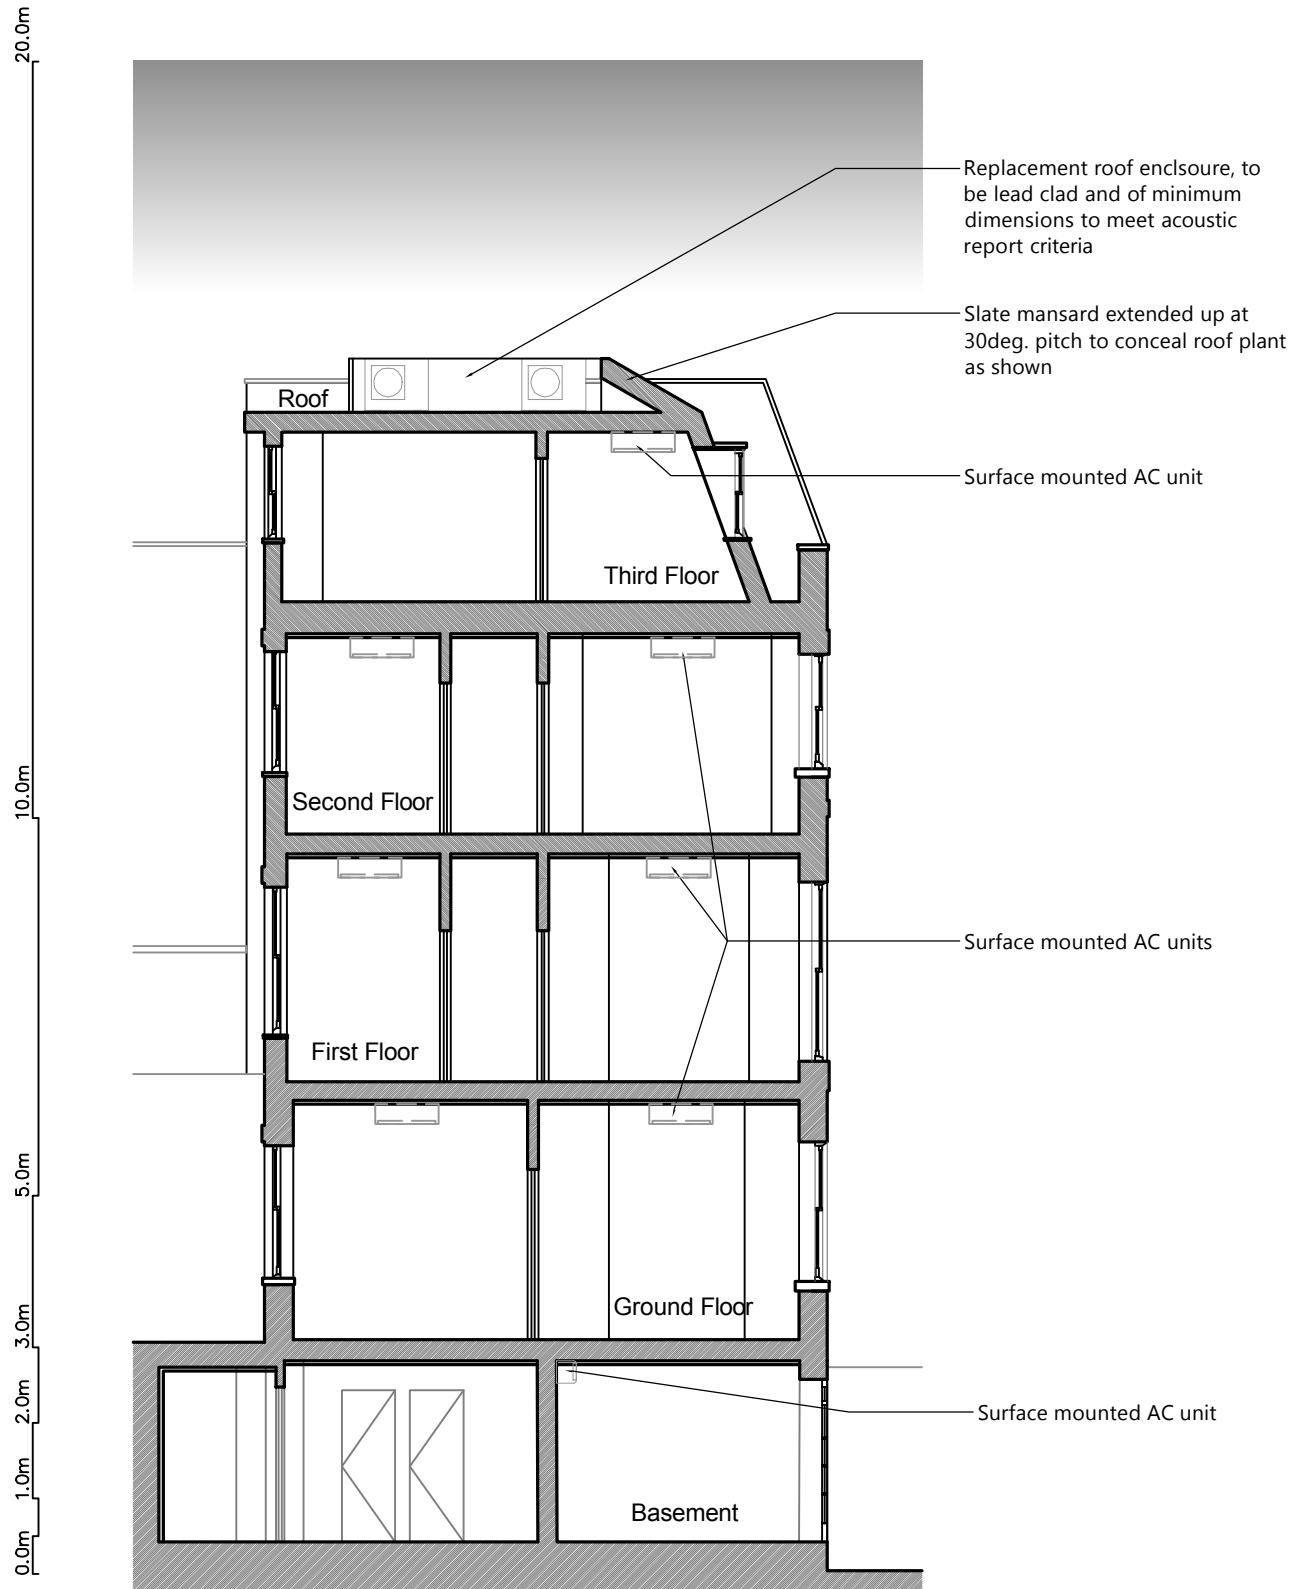 20.0m
Replacement roof enclsoure, to
be lead clad and of minimum
dimensions to meet acoustic
report criteria
Slate mansard extended up at
30deg. pitch to conceal roof plant
as shown
Roof
Surface mounted AC unit
Third Floor
10.0m
Second Floor
Surface mounted AC units
First Floor
5.0m
Ground Floor
3.0m
2.0m
Surface mounted AC unit
1.0m
Basement
0.0m